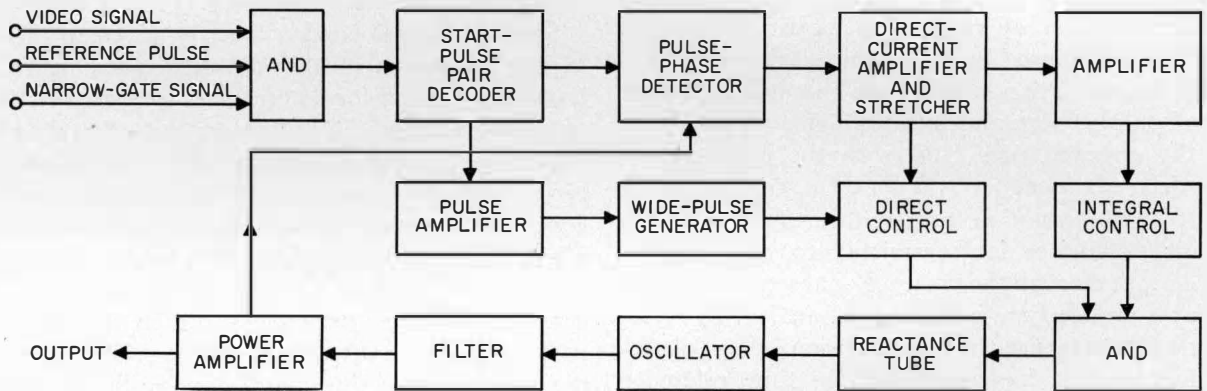 VIDEO SIGNAL
REFERENCE PULSE
NARROW-GATE SIGNAL
AND
START-
PULSE
PAIR
DECODER
PULSE-
PHASE
DETECTOR
DIRECT-
CURRENT
AMPLIFIER
AND
STRETCHER
AMPLIFIER
PULSE
AMPLIFIER
WIDE-PULSE
GENERATOR
DIRECT
CONTROL
INTEGRAL
CONTROL
OUTPUT
POWER
AMPLIFIER
FILTER
OSCILLATOR
REACTANCE
TUBE
AND